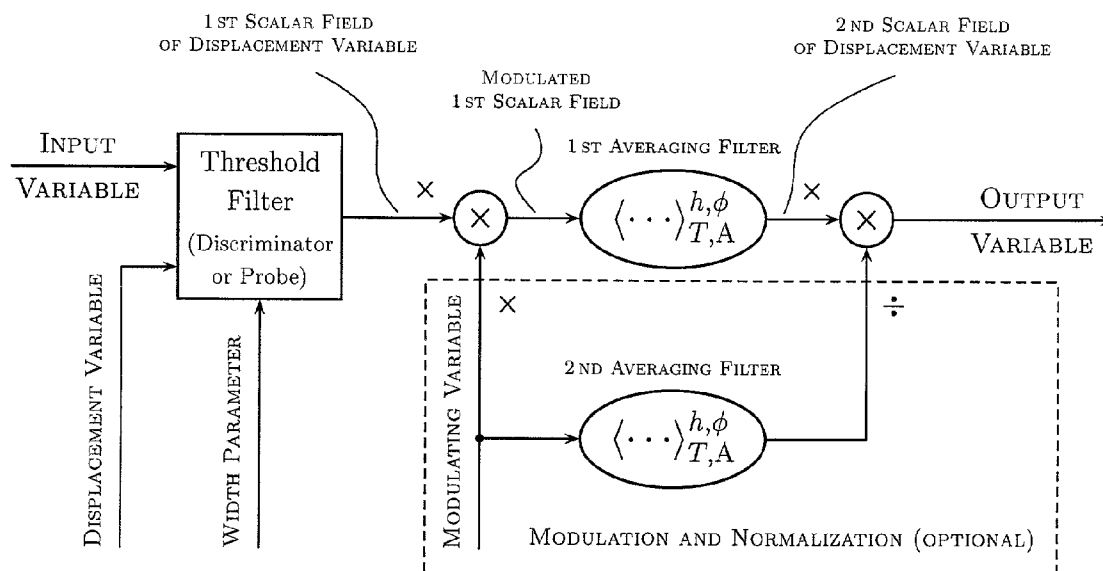 1ST SCALAR FIELD
OF DISPLACEMENT VARIABLE
2ND SCALAR FIELD
OF DISPLACEMENT VARIABLE
MODULATED
1ST SCALAR FIELD
INPUT
VARIABLE
Threshold
Filter
(Discriminator
or Probe)
×
×
1ST AVERAGING FILTER
⟨···⟩ h,φ
T,A
×
×
OUTPUT
VARIABLE
DISPLACEMENT VARIABLE
WIDTH PARAMETER
MODULATING VARIABLE
×
÷
2ND AVERAGING FILTER
⟨···⟩ h,φ
T,A
MODULATION AND NORMALIZATION (OPTIONAL)